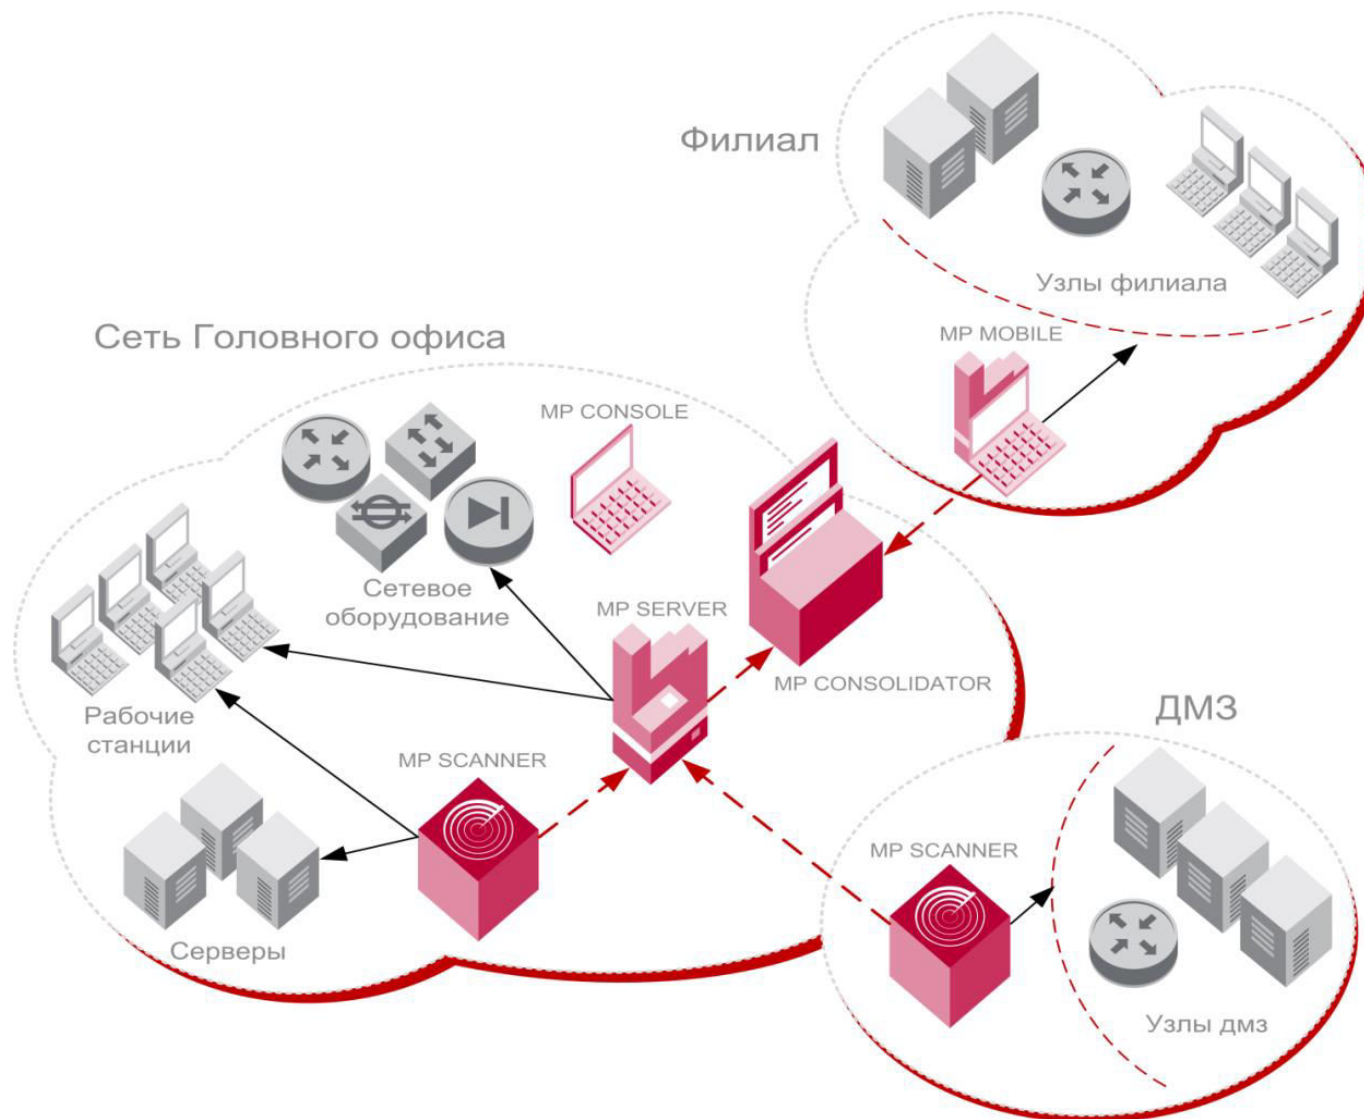 Филиал
Узлы филиала
MP MOBILE
Сеть Головного офиса
MP CONSOLE
Сетевое
оборудование
MP SERVER
MP CONSOLIDATOR
Рабочие
станции
MP SCANNER
Серверы
ДМЗ
MP SCANNER
Узлы дмз